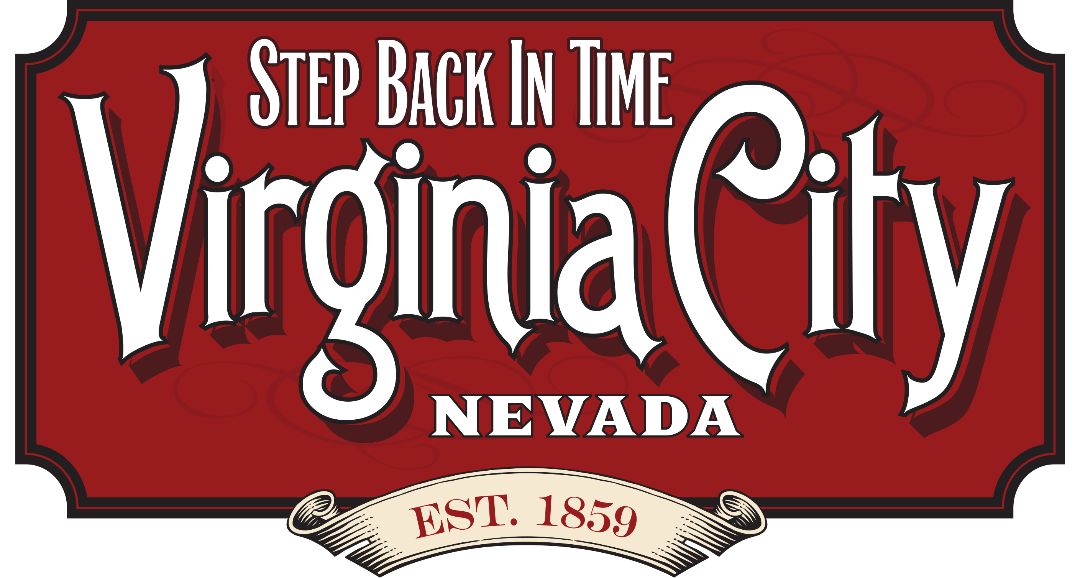 Step Back In Time
Virginia City
NEVADA
EST. 1859